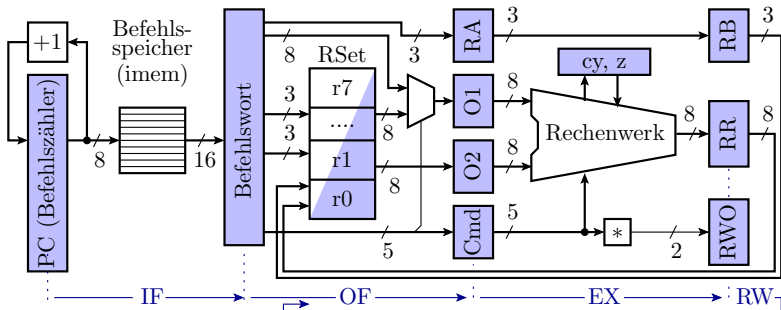 +1
PC (Befehlszähler)
8
Befehls-
speicher
(imem)
16
Befehlswort
8
3
RSet
r7
....
r1
r0
3
3
8
8
5
RA
O1
O2
Cmd
3
8
8
5
cy, z
Rechenwerk
*
2
8
RB
RR
RWO
3
8
IF
OF
EX
RW